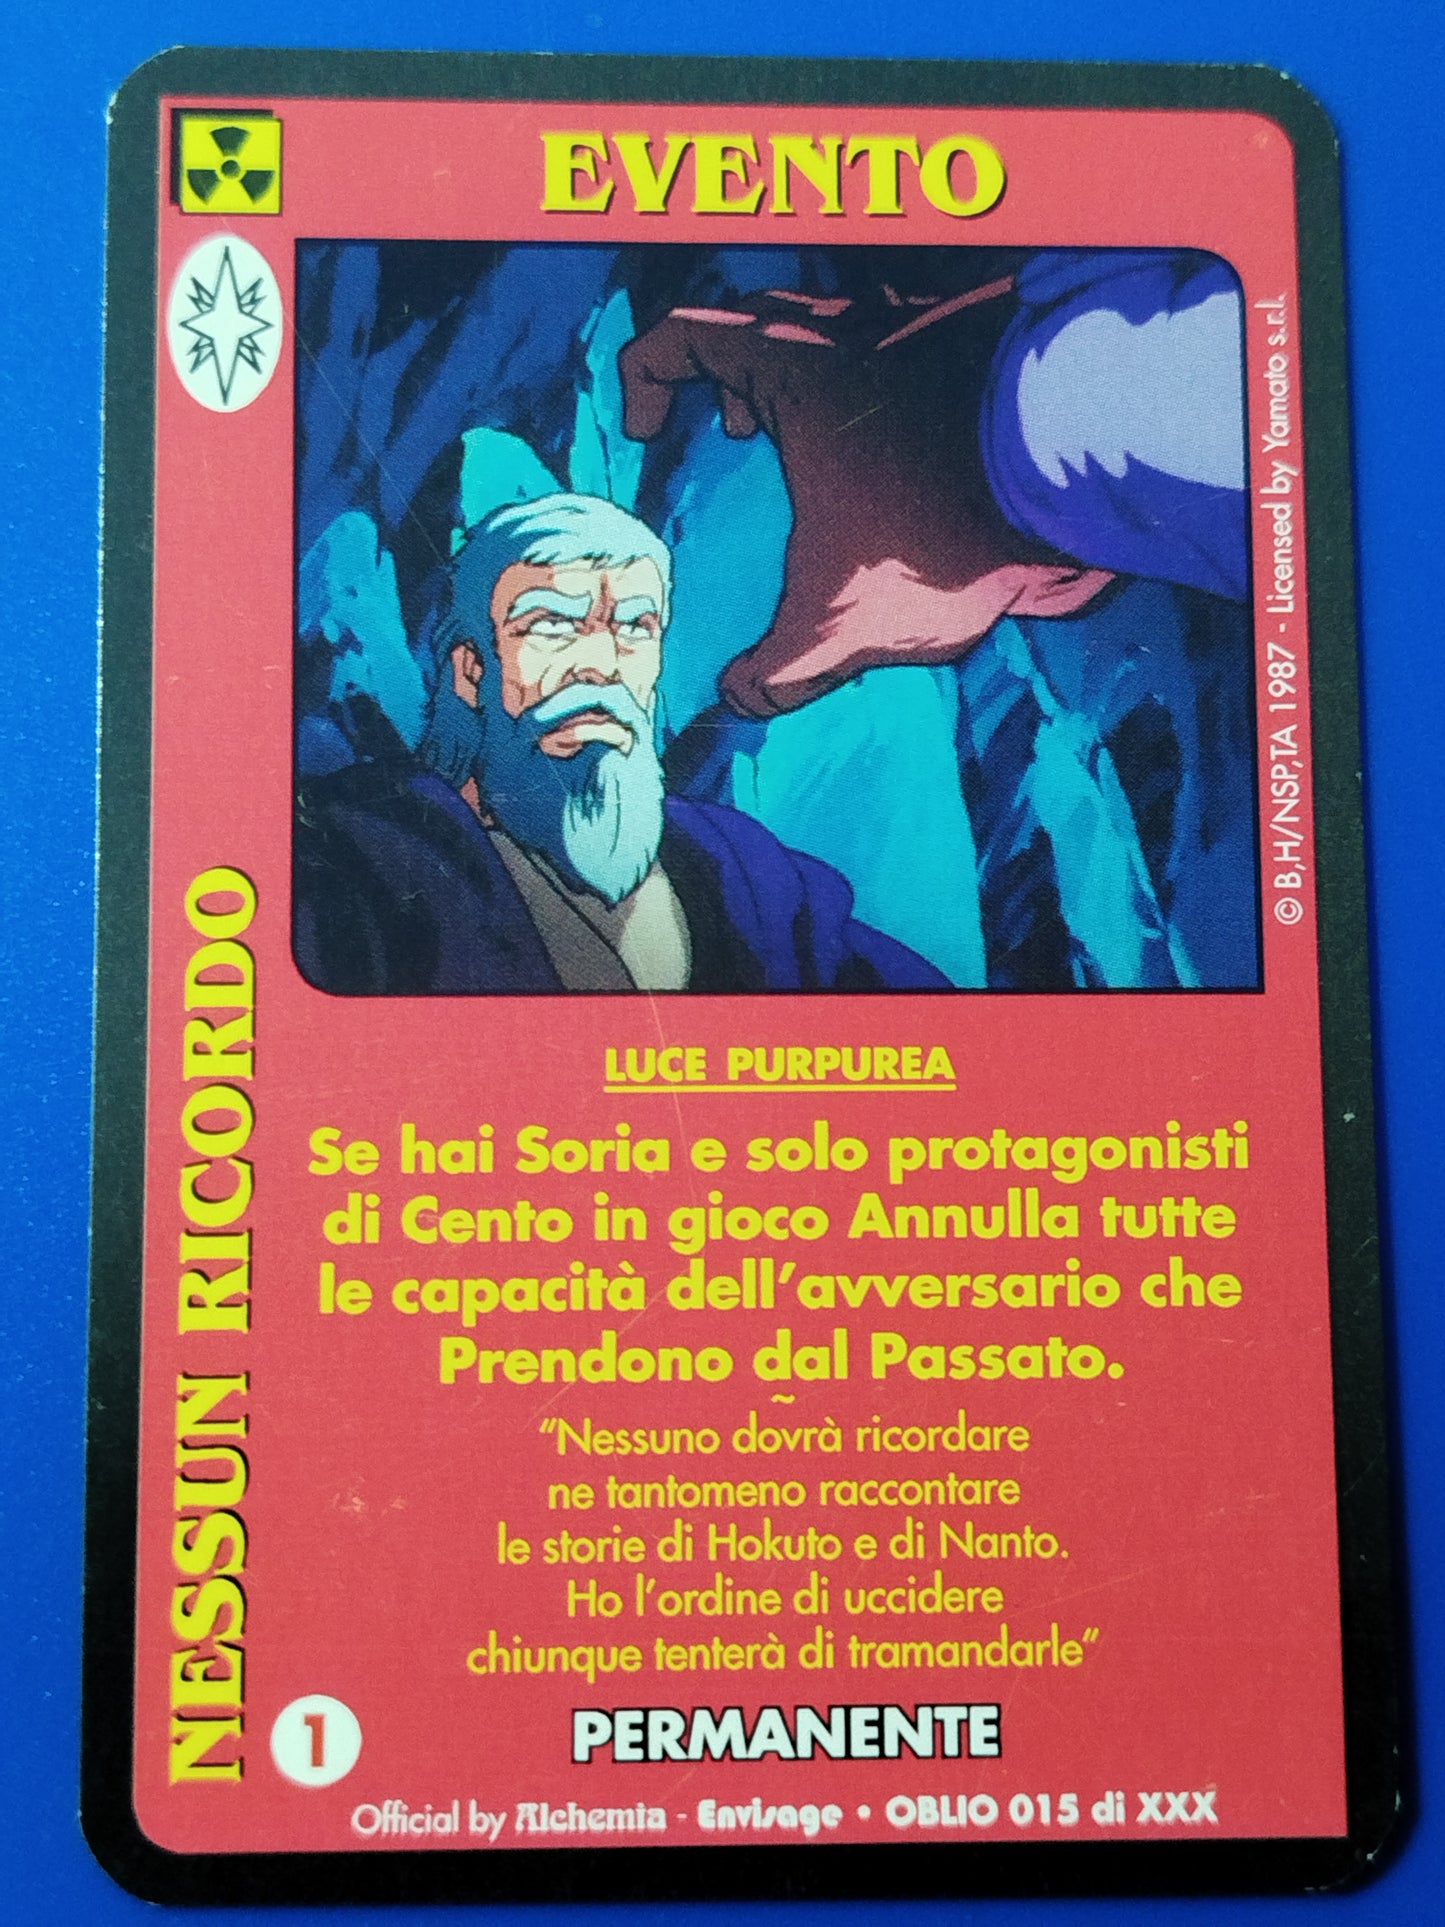 EVENTO
NESSUN RICORDO
© B,H/NSP,TA 1987 - Licensed by Yamato s.r.l.
LUCE PURPUREA
Se hai Soria e solo protagonisti
di Cento in gioco Annulla tutte
le capacità dell'avversario che
Prendono dal Passato.
~
"Nessuno dovrà ricordare
ne tantomeno raccontare
le storie di Hokuto e di Nanto.
Ho l'ordine di uccidere
chiunque tenterà di tramandarle"
1
PERMANENTE
Official by Alchemia - Envisage • OBLIO 015 di XXX